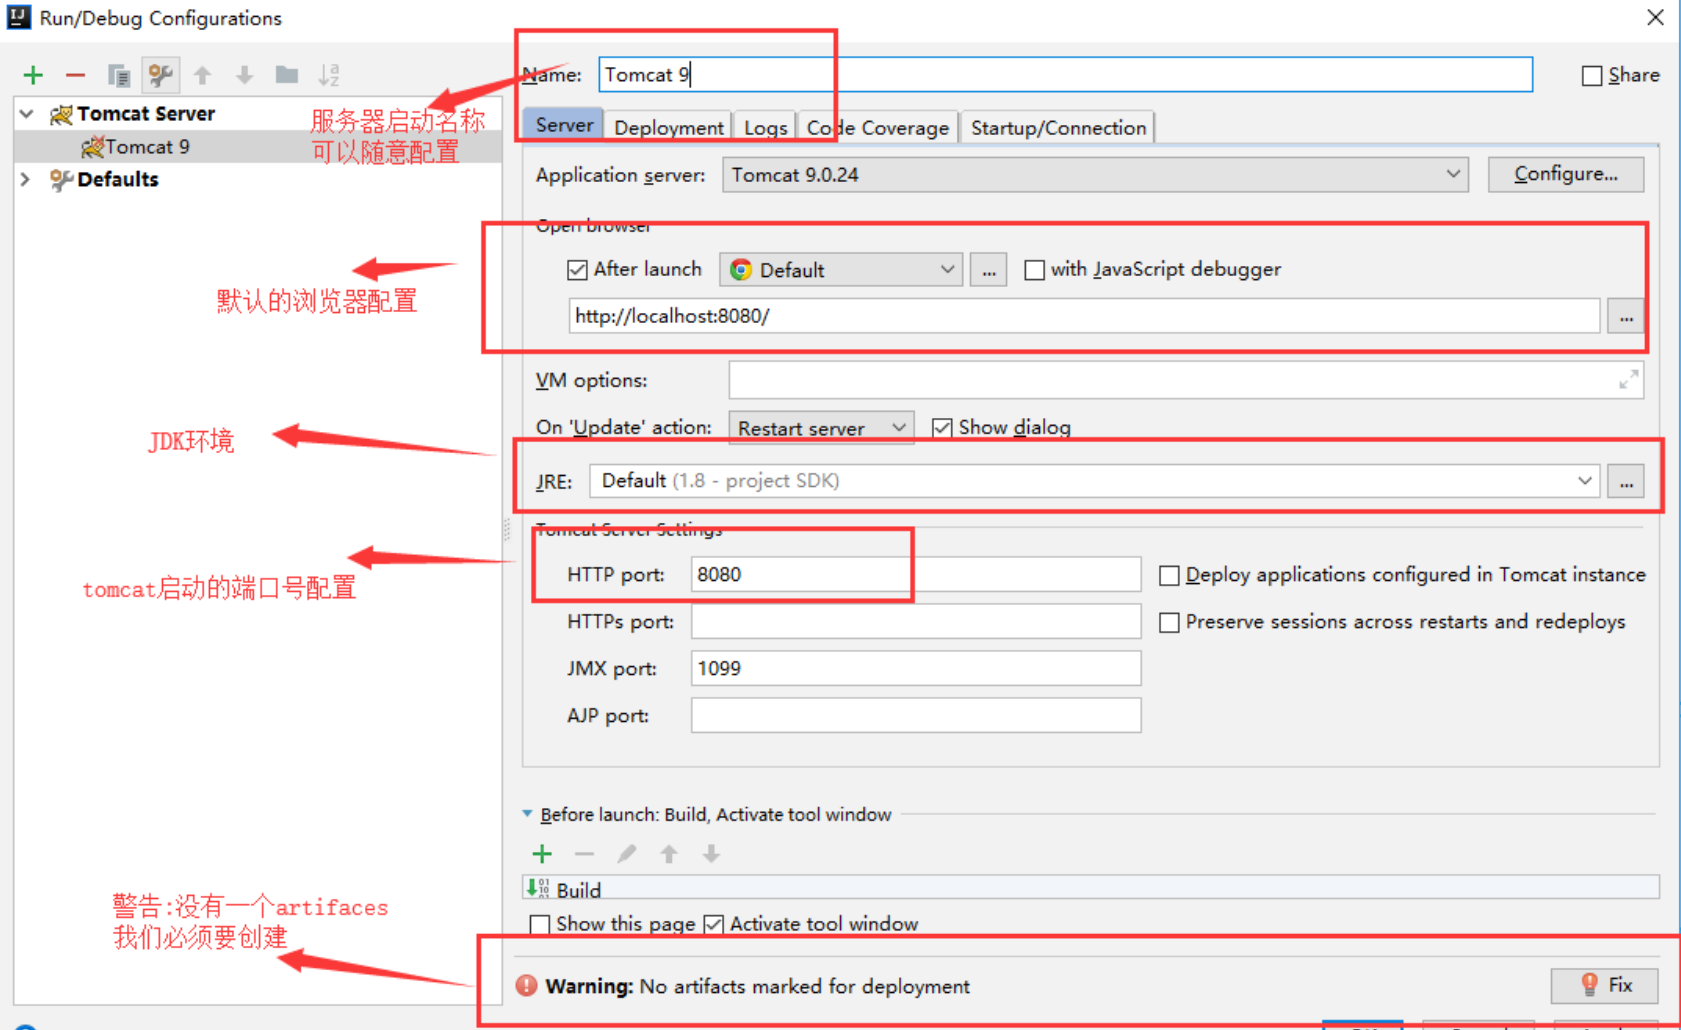 Run/Debug Configurations
Name: Tomcat 9
Share
Tomcat Server
Tomcat 9
Defaults
服务器启动名称
可以随意配置
Server Deployment Logs Code Coverage Startup/Connection
Application server: Tomcat 9.0.24 Configure...
Open browser
After launch Default ... with JavaScript debugger
默认的浏览器配置
http://localhost:8080/ ...
VM options:
On 'Update' action: Restart server Show dialog
JDK环境
JRE: Default (1.8 - project SDK) ...
Tomcat Server Settings
HTTP port: 8080 Deploy applications configured in Tomcat instance
tomcat启动的端口号配置
HTTPs port: Preserve sessions across restarts and redeploys
JMX port: 1099
AJP port:
Before launch: Build, Activate tool window
Build
Show this page Activate tool window
警告:没有一个artifaces
我们必须要创建
Warning: No artifacts marked for deployment Fix